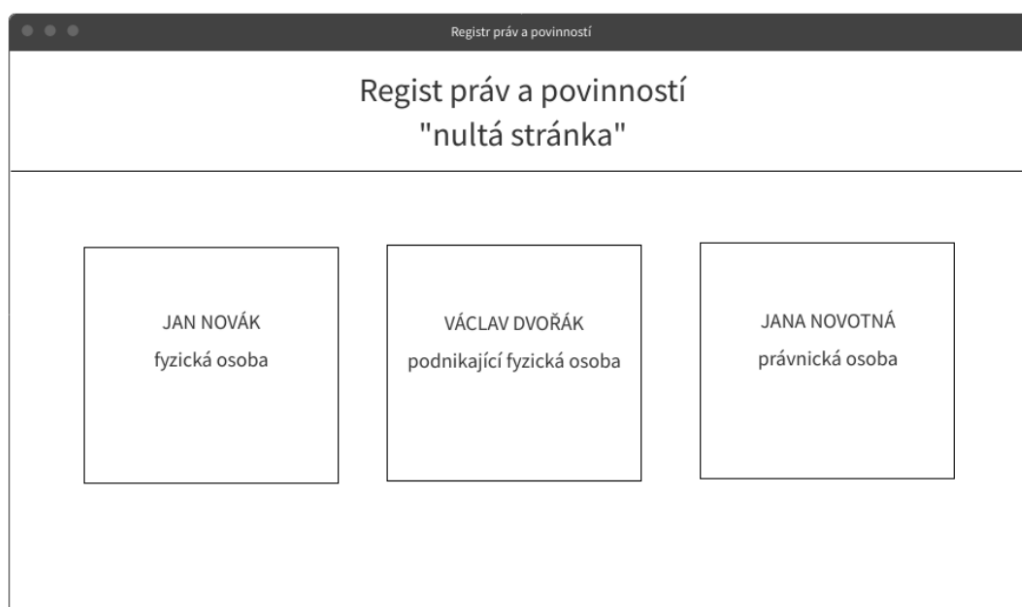 Registr práv a povinností
Regist práv a povinností
"nultá stránka"
JAN NOVÁK
fyzická osoba
VÁCLAV DVOŘÁK
podnikající fyzická osoba
JANA NOVOTNÁ
právnická osoba